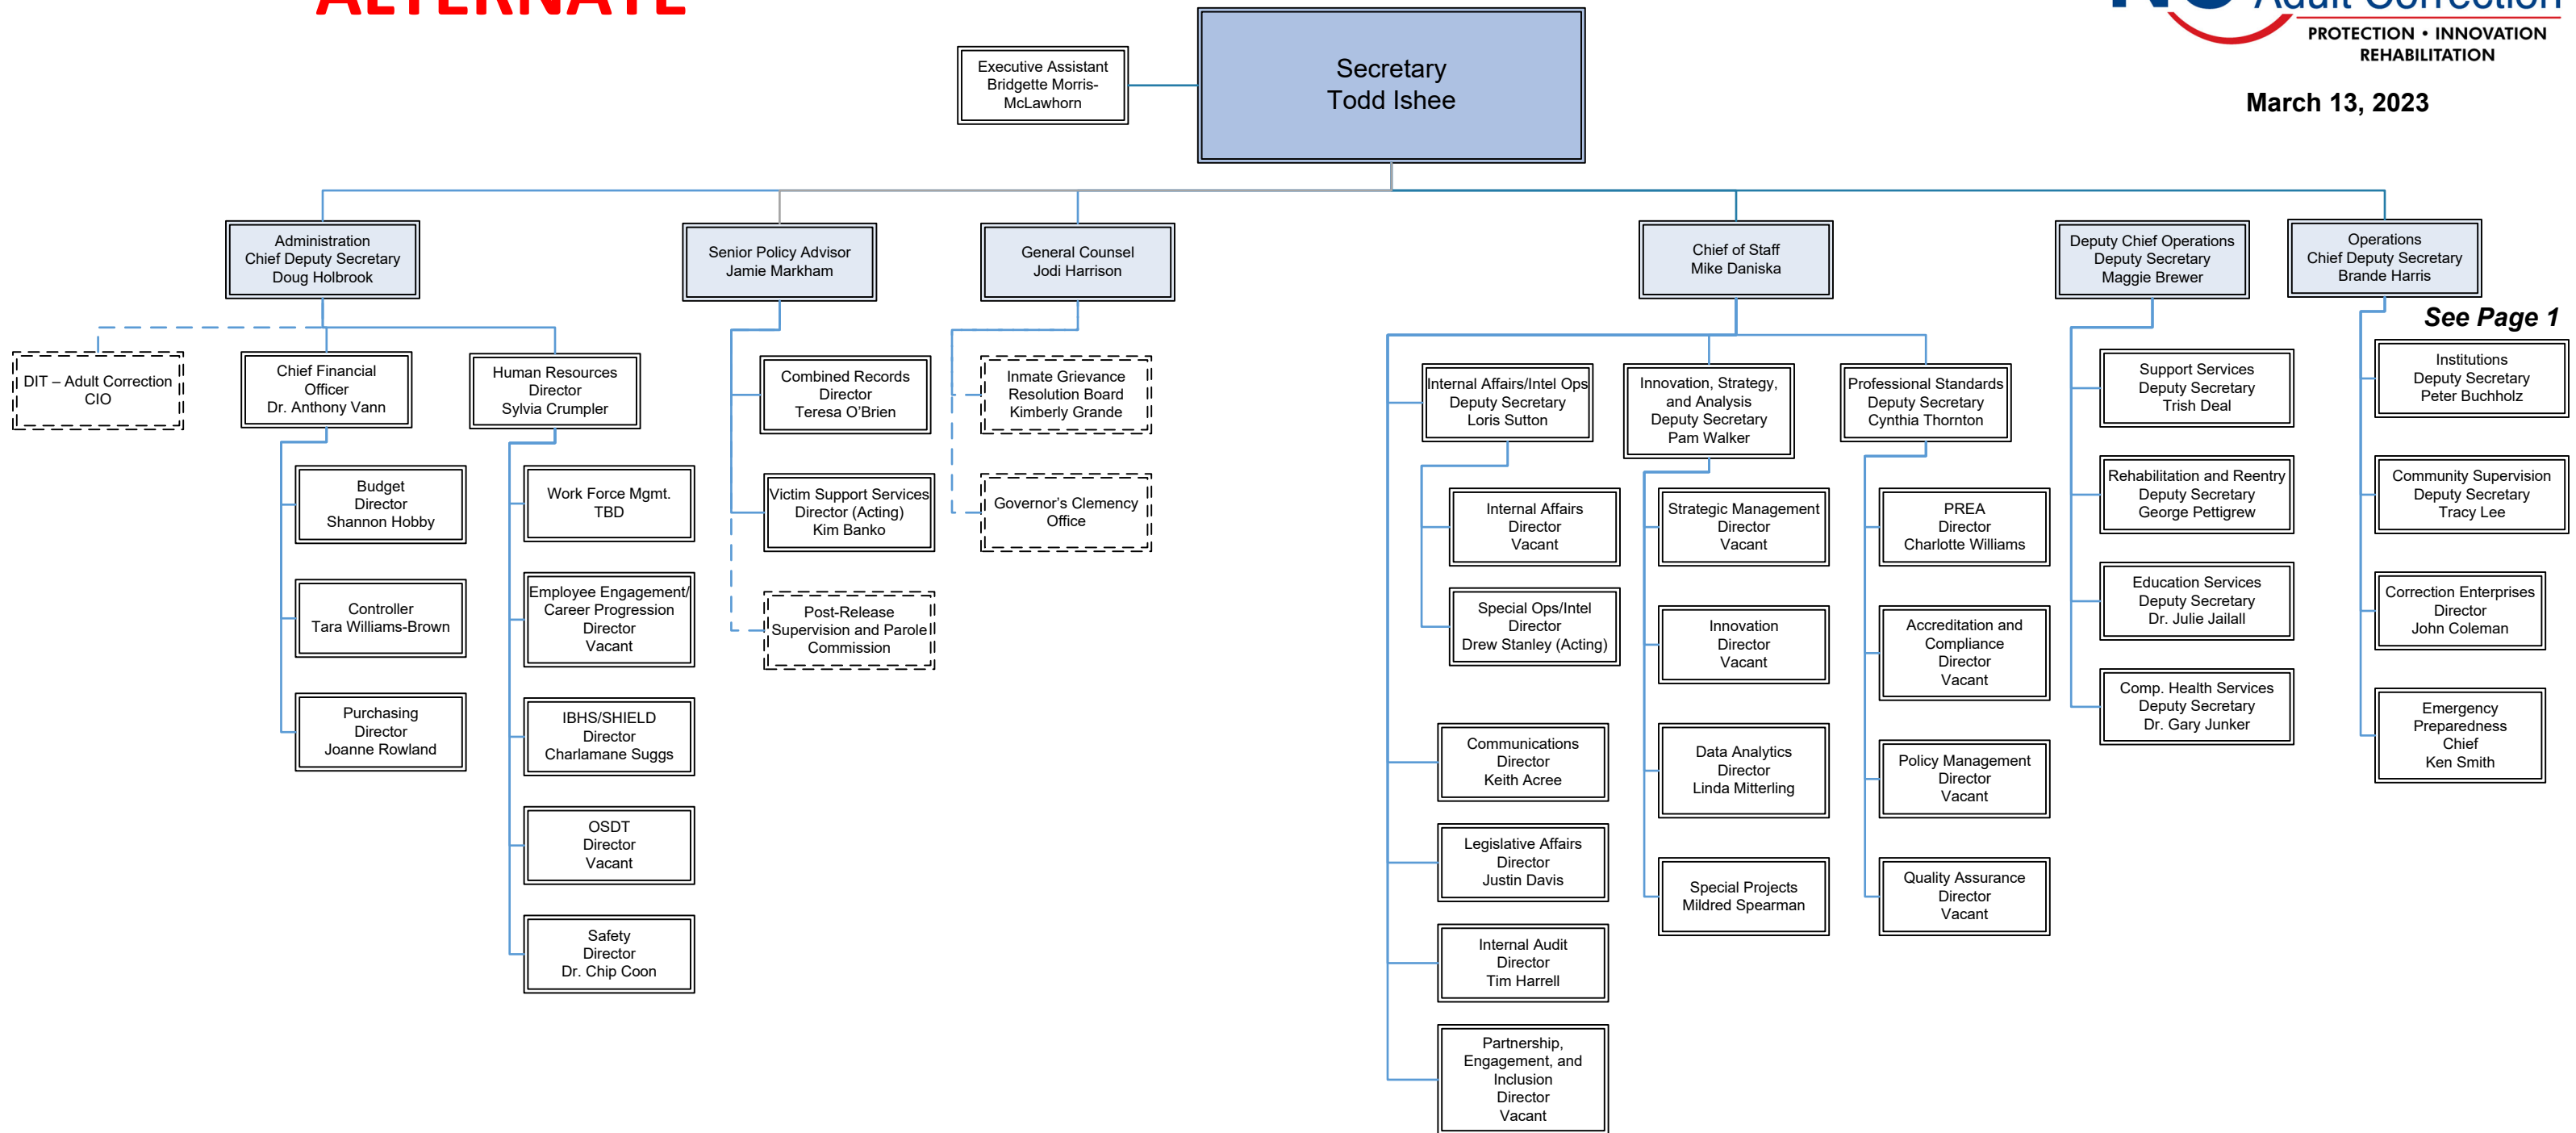 ALTERNATE
Adult Correction
PROTECTION • INNOVATION
REHABILITATION
March 13, 2023
Secretary
Todd Ishee
Executive Assistant
Bridgette Morris-
McLawhorn
Administration
Chief Deputy Secretary
Doug Holbrook
Senior Policy Advisor
Jamie Markham
General Counsel
Jodi Harrison
Chief of Staff
Mike Daniska
Deputy Chief Operations
Deputy Secretary
Maggie Brewer
Operations
Chief Deputy Secretary
Brande Harris
See Page 1
DIT – Adult Correction
CIO
Chief Financial
Officer
Dr. Anthony Vann
Budget
Director
Shannon Hobby
Controller
Tara Williams-Brown
Purchasing
Director
Joanne Rowland
Human Resources
Director
Sylvia Crumpler
Work Force Mgmt.
TBD
Employee Engagement/
Career Progression
Director
Vacant
IBHS/SHIELD
Director
Charlamane Suggs
OSDT
Director
Vacant
Safety
Director
Dr. Chip Coon
Combined Records
Director
Teresa O’Brien
Victim Support Services
Director (Acting)
Kim Banko
Post-Release
Supervision and Parole
Commission
Inmate Grievance
Resolution Board
Kimberly Grande
Governor’s Clemency
Office
Internal Affairs/Intel Ops
Deputy Secretary
Loris Sutton
Internal Affairs
Director
Vacant
Special Ops/Intel
Director
Drew Stanley (Acting)
Communications
Director
Keith Acree
Legislative Affairs
Director
Justin Davis
Internal Audit
Director
Tim Harrell
Partnership,
Engagement, and
Inclusion
Director
Vacant
Innovation, Strategy,
and Analysis
Deputy Secretary
Pam Walker
Strategic Management
Director
Vacant
Innovation
Director
Vacant
Data Analytics
Director
Linda Mitterling
Special Projects
Mildred Spearman
Professional Standards
Deputy Secretary
Cynthia Thornton
PREA
Director
Charlotte Williams
Accreditation and
Compliance
Director
Vacant
Policy Management
Director
Vacant
Quality Assurance
Director
Vacant
Support Services
Deputy Secretary
Trish Deal
Rehabilitation and Reentry
Deputy Secretary
George Pettigrew
Education Services
Deputy Secretary
Dr. Julie Jailall
Comp. Health Services
Deputy Secretary
Dr. Gary Junker
Institutions
Deputy Secretary
Peter Buchholz
Community Supervision
Deputy Secretary
Tracy Lee
Correction Enterprises
Director
John Coleman
Emergency
Preparedness
Chief
Ken Smith